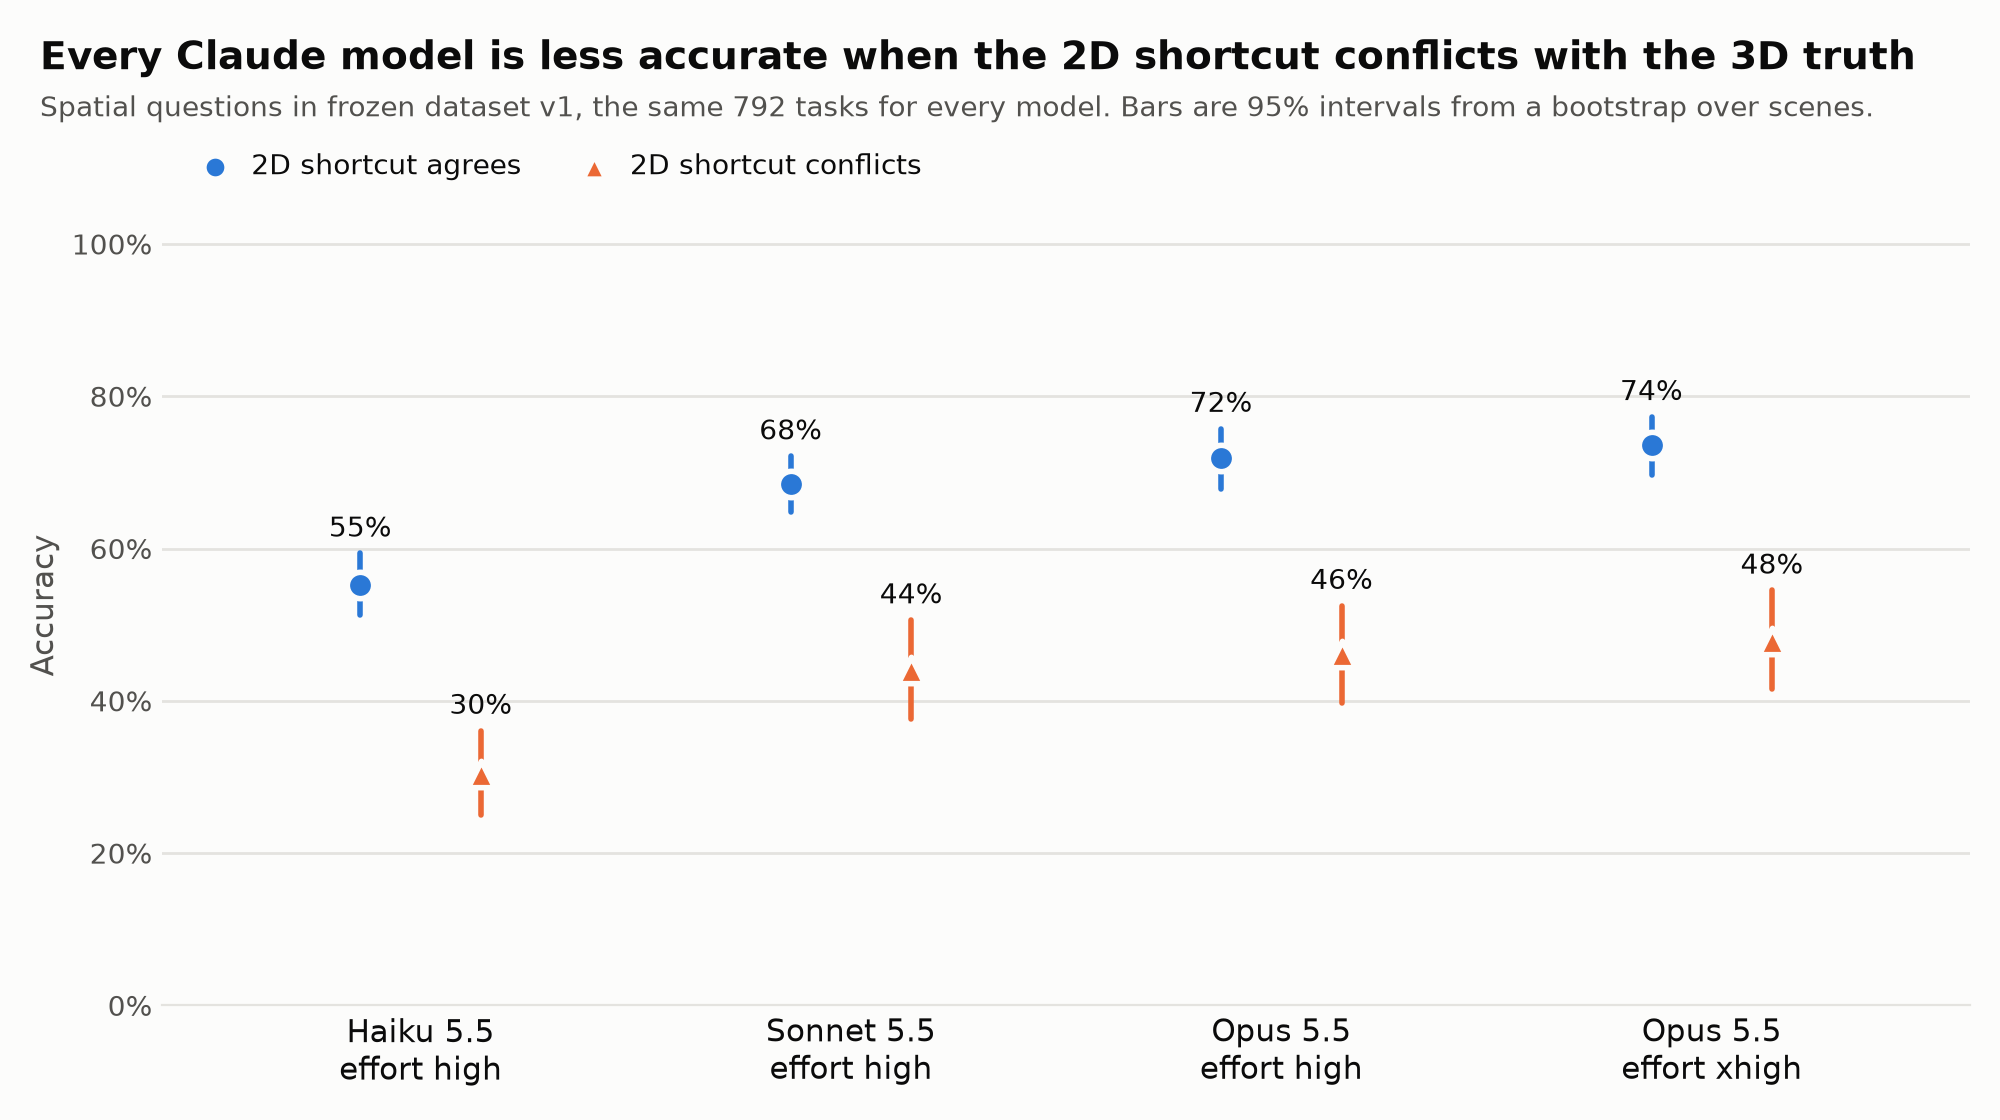 Every Claude model is less accurate when the 2D shortcut conflicts with the 3D truth
Spatial questions in frozen dataset v1, the same 792 tasks for every model. Bars are 95% intervals from a bootstrap over scenes.
2D shortcut agrees
2D shortcut conflicts
100%
80%
60%
40%
20%
0%
Accuracy
55%
30%
68%
44%
72%
46%
74%
48%
Haiku 5.5
effort high
Sonnet 5.5
effort high
Opus 5.5
effort high
Opus 5.5
effort xhigh